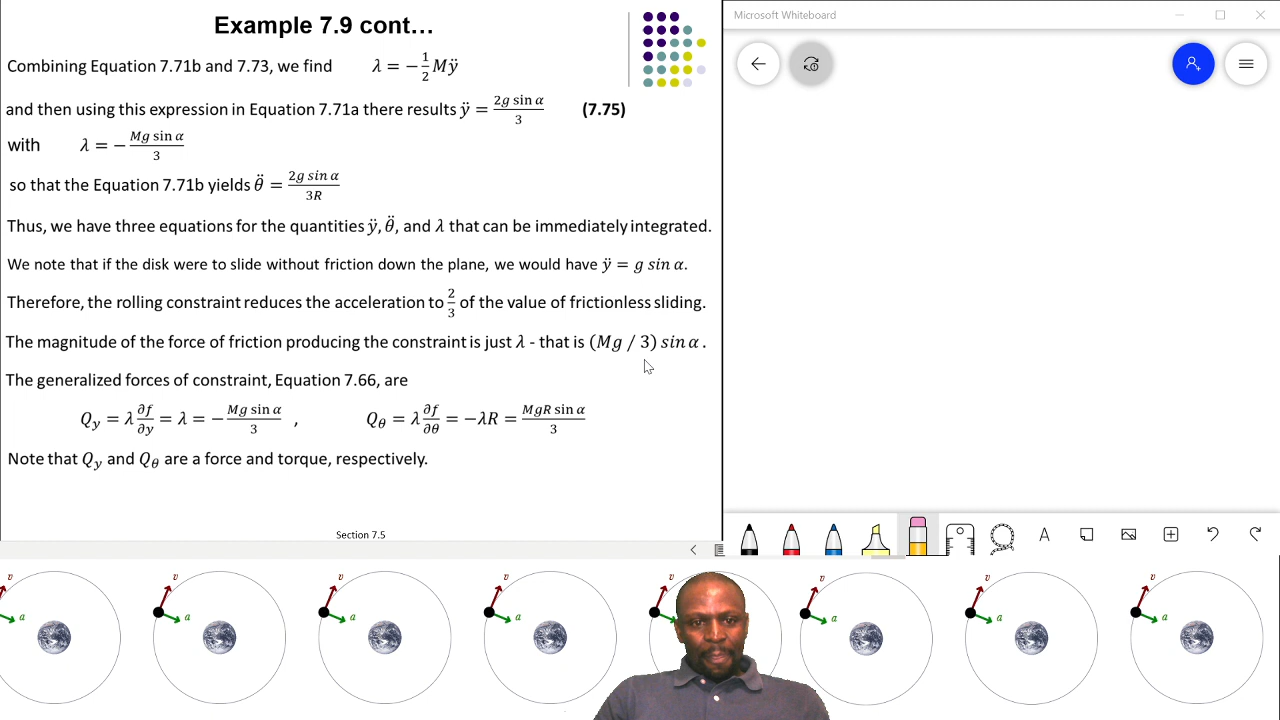 Example 7.9 cont…
Combining Equation 7.71b and 7.73, we find λ = −1/2 Mÿ
and then using this expression in Equation 7.71a there results ÿ = 2g sin α / 3 (7.75)
with λ = − Mg sin α / 3
so that the Equation 7.71b yields θ̈ = 2g sin α / 3R
Thus, we have three equations for the quantities ÿ, θ̈, and λ that can be immediately integrated.
We note that if the disk were to slide without friction down the plane, we would have ÿ = g sin α.
Therefore, the rolling constraint reduces the acceleration to 2/3 of the value of frictionless sliding.
The magnitude of the force of friction producing the constraint is just λ - that is (Mg / 3) sin α .
The generalized forces of constraint, Equation 7.66, are
Q_y = λ ∂f/∂y = λ = − Mg sin α / 3 , Q_θ = λ ∂f/∂θ = −λR = MgR sin α / 3
Note that Q_y and Q_θ are a force and torque, respectively.
Section 7.5
Microsoft Whiteboard
A
v a
v a
v a
v a
v
v a
v a
v a